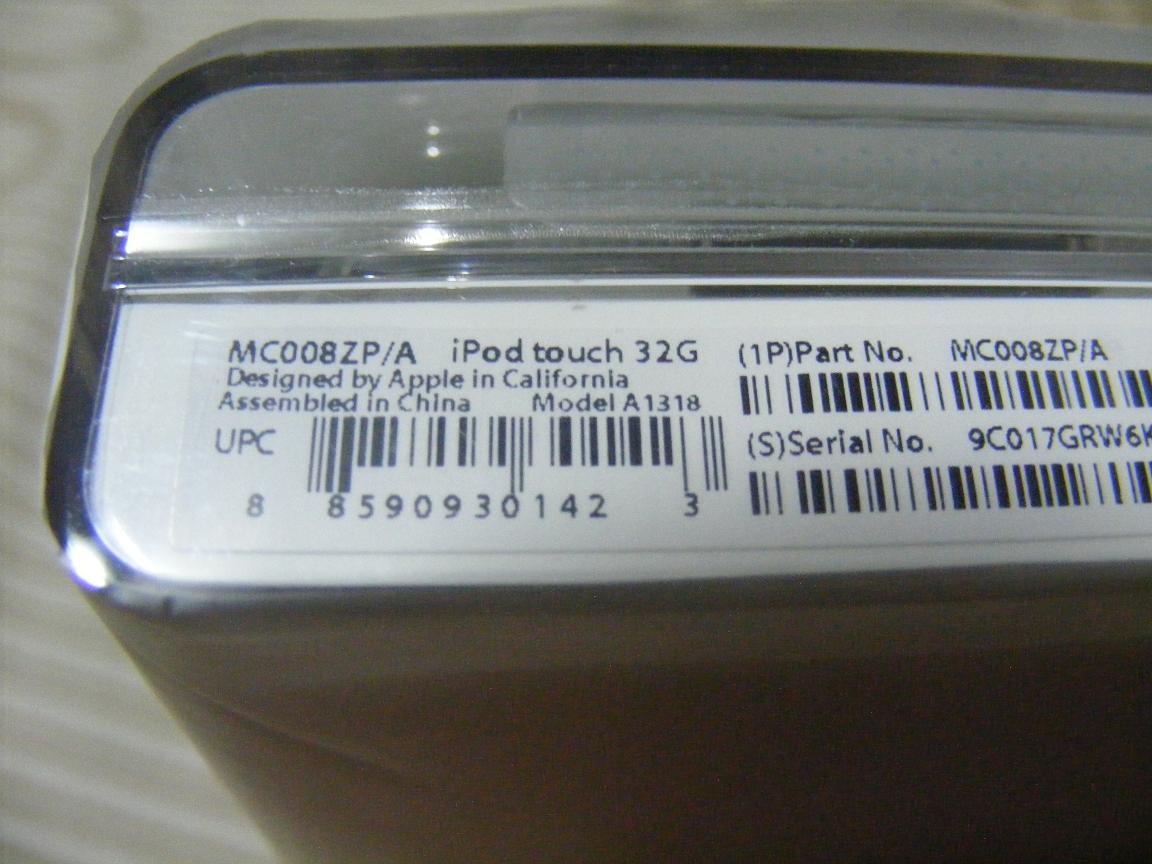 MC008ZP/A iPod touch 32G
Designed by Apple in California
Assembled in China Model A1318
UPC
8 8590930142 3
(1P)Part No. MC008ZP/A
(S)Serial No. 9C017GRW6K